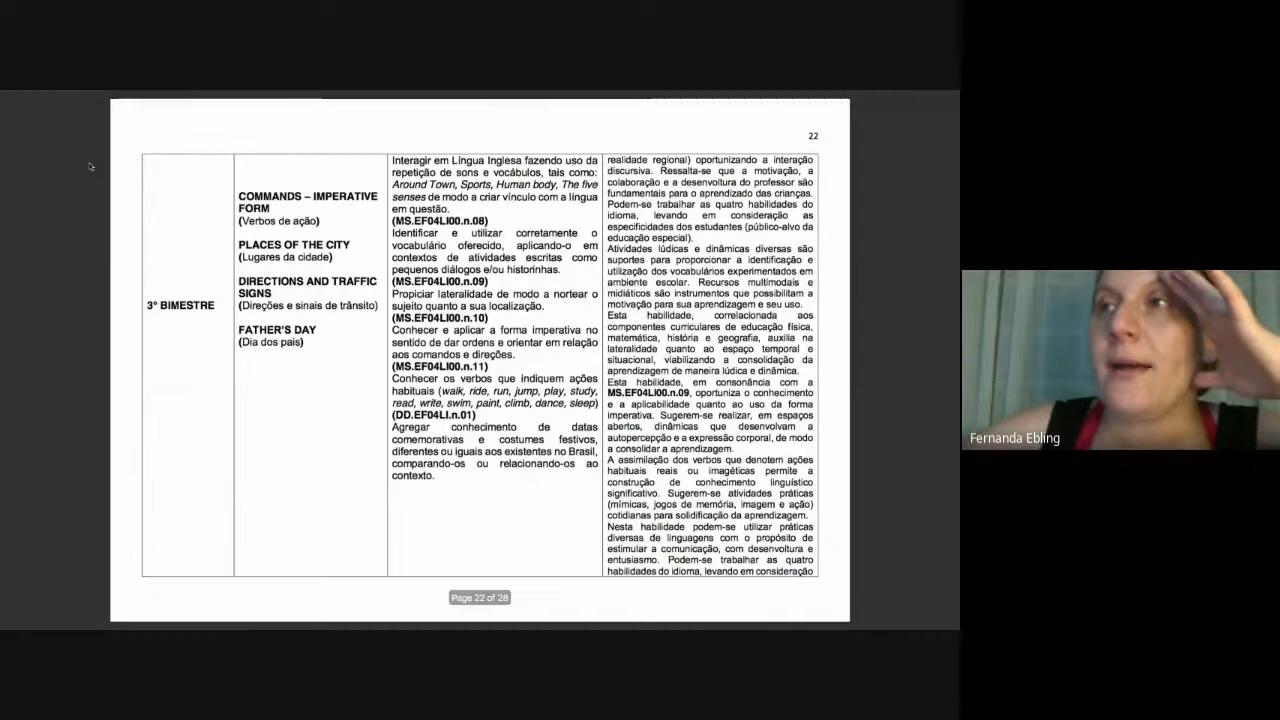 22
3° BIMESTRE
COMMANDS – IMPERATIVE
FORM
(Verbos de ação)
PLACES OF THE CITY
(Lugares da cidade)
DIRECTIONS AND TRAFFIC
SIGNS
(Direções e sinais de trânsito)
FATHER'S DAY
(Dia dos pais)
Interagir em Língua Inglesa fazendo uso da
repetição de sons e vocábulos, tais como:
Around Town, Sports, Human body, The five
senses de modo a criar vínculo com a língua
em questão.
(MS.EF04LI00.n.08)
Identificar e utilizar corretamente o
vocabulário oferecido, aplicando-o em
contextos de atividades escritas como
pequenos diálogos e/ou historinhas.
(MS.EF04LI00.n.09)
Propiciar lateralidade de modo a nortear o
sujeito quanto a sua localização.
(MS.EF04LI00.n.10)
Conhecer e aplicar a forma imperativa no
sentido de dar ordens e orientar em relação
aos comandos e direções.
(MS.EF04LI00.n.11)
Conhecer os verbos que indiquem ações
habituais (walk, ride, run, jump, play, study,
read, write, swim, paint, climb, dance, sleep)
(DD.EF04LI.n.01)
Agregar conhecimento de datas
comemorativas e costumes festivos,
diferentes ou iguais aos existentes no Brasil,
comparando-os ou relacionando-os ao
contexto.
realidade regional) oportunizando a interação
discursiva. Ressalta-se que a motivação, a
colaboração e a desenvoltura do professor são
fundamentais para o aprendizado das crianças.
Podem-se trabalhar as quatro habilidades do
idioma, levando em consideração as
especificidades dos estudantes (público-alvo da
educação especial).
Atividades lúdicas e dinâmicas diversas são
suportes para proporcionar a identificação e
utilização dos vocabulários experimentados em
ambiente escolar. Recursos multimodais e
midiáticos são instrumentos que possibilitam a
motivação para sua aprendizagem e seu uso.
Esta habilidade, correlacionada aos
componentes curriculares de educação física,
matemática, história e geografia, auxilia na
lateralidade quanto ao espaço temporal e
situacional, viabilizando a consolidação da
aprendizagem de maneira lúdica e dinâmica.
Esta habilidade, em consonância com a
MS.EF04LI00.n.09, oportuniza o conhecimento
e a aplicabilidade quanto ao uso da forma
imperativa. Sugerem-se realizar, em espaços
abertos, dinâmicas que desenvolvam a
autopercepção e a expressão corporal, de modo
a consolidar a aprendizagem.
A assimilação dos verbos que denotem ações
habituais reais ou imagéticas permite a
construção de conhecimento linguístico
significativo. Sugerem-se atividades práticas
(mímicas, jogos de memória, imagem e ação)
cotidianas para solidificação da aprendizagem.
Nesta habilidade podem-se utilizar práticas
diversas de linguagens com o propósito de
estimular a comunicação, com desenvoltura e
entusiasmo. Podem-se trabalhar as quatro
habilidades do idioma, levando em consideração
Page 22 of 28
Fernanda Ebling